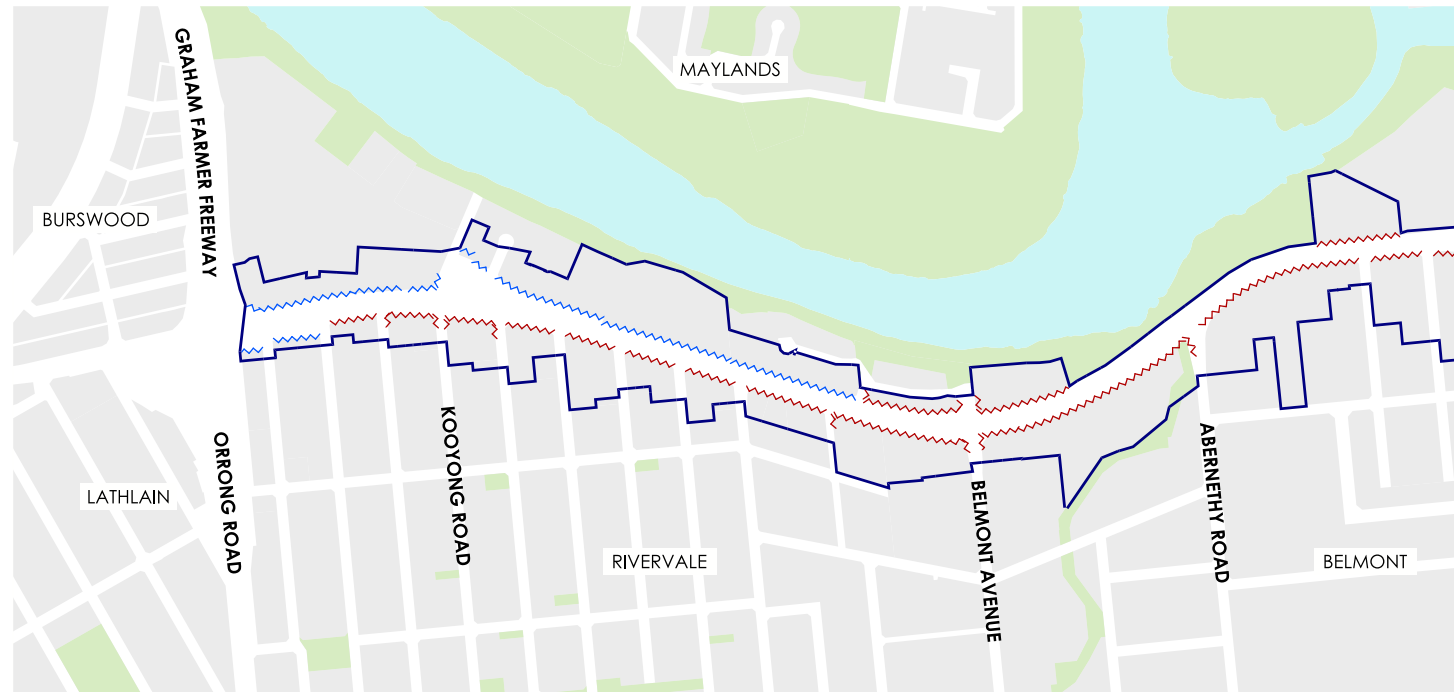 MAYLANDS
GRAHAM FARMER FREEWAY
BURSWOOD
ORRONG ROAD
KOOYONG ROAD
LATHLAIN
RIVERVALE
BELMONT AVENUE
ABERNETHY ROAD
BELMONT